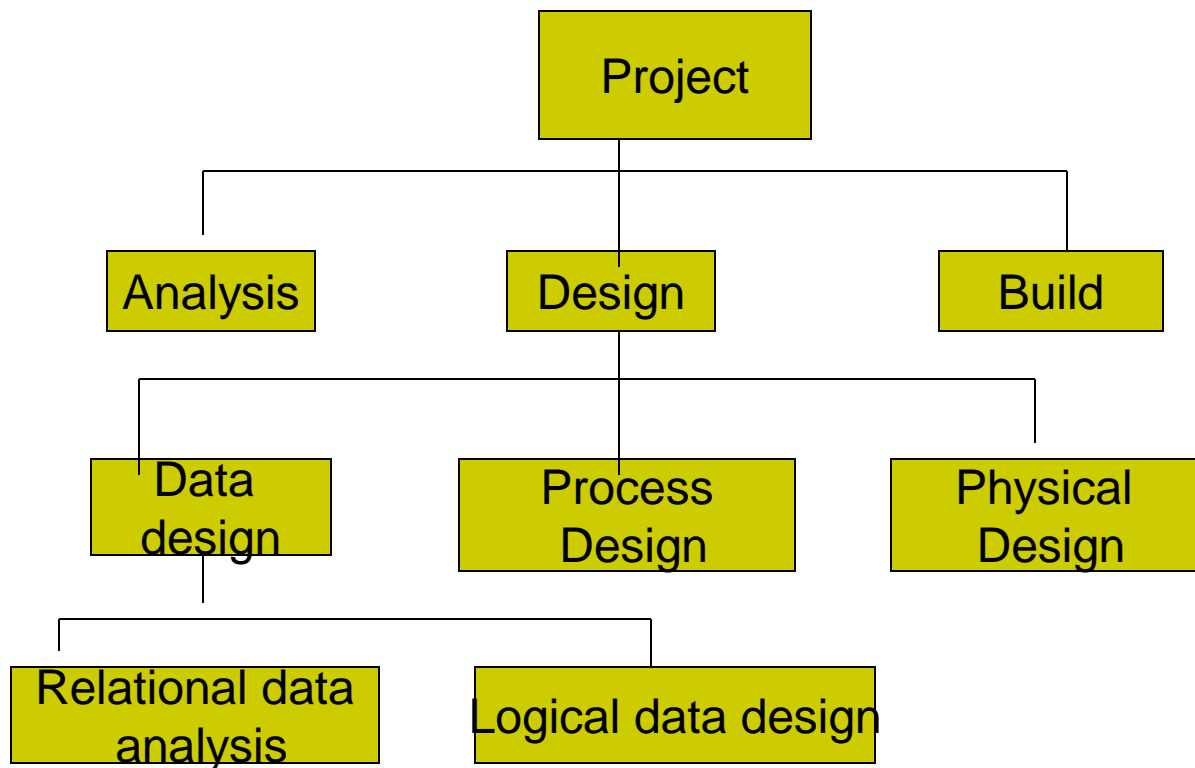 Project
Analysis
Design
Build
Data
design
Process
Design
Physical
Design
Relational data
analysis
Logical data design